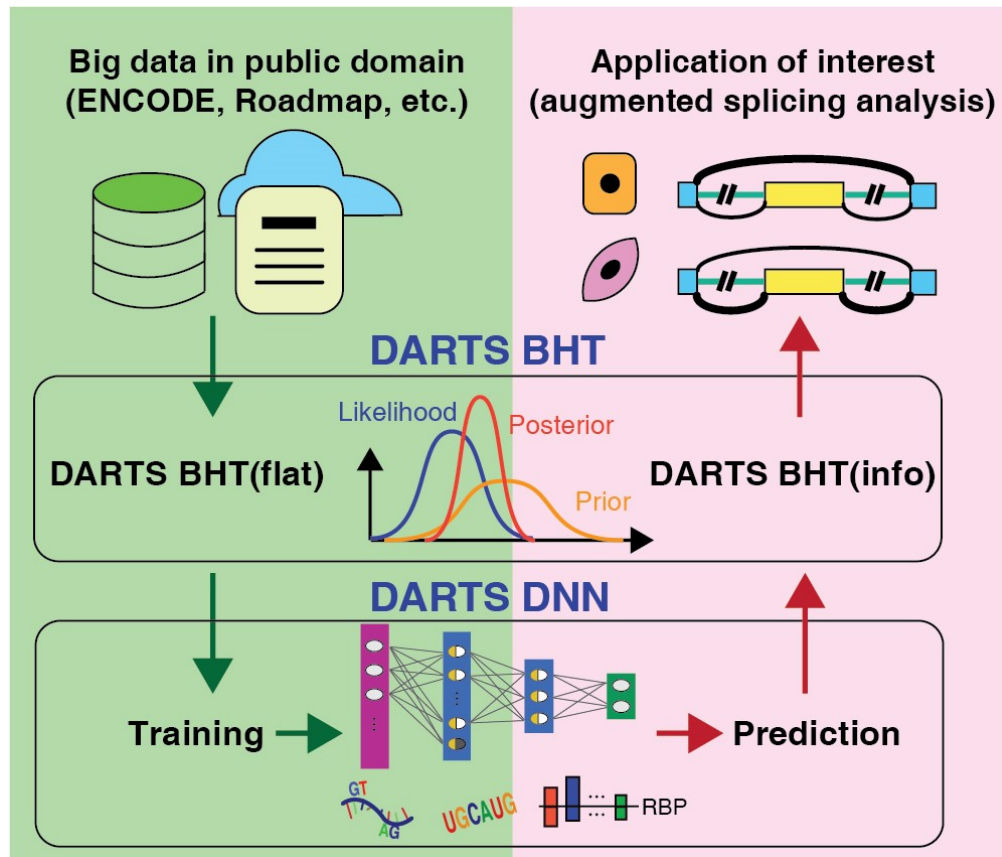 Big data in public domain
(ENCODE, Roadmap, etc.)
Application of interest
(augmented splicing analysis)
DARTS BHT
Likelihood
Posterior
DARTS BHT(flat)
DARTS BHT(info)
Prior
DARTS DNN
Training
Prediction
GT
AG
UGCAUG
RBP